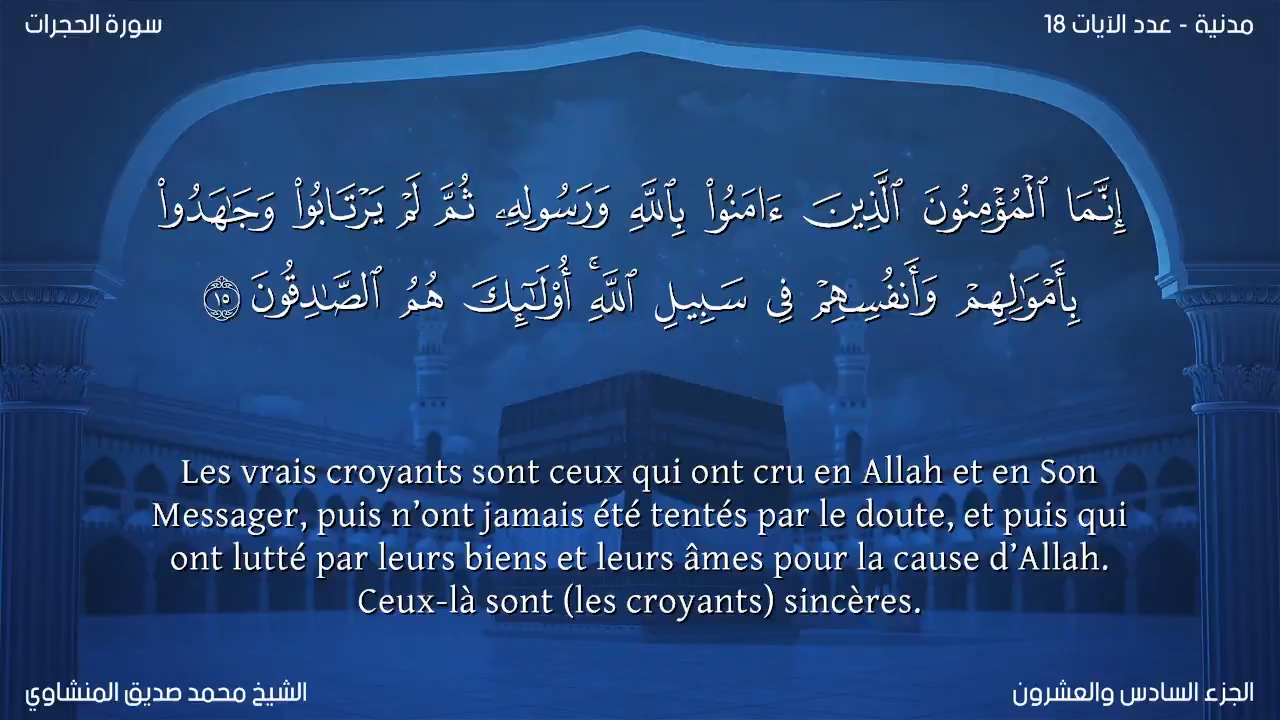 سورة الحجرات
مدنية - عدد الآيات 18
إِنَّمَا ٱلْمُؤْمِنُونَ ٱلَّذِينَ ءَامَنُوا۟ بِٱللَّهِ وَرَسُولِهِۦ ثُمَّ لَمْ يَرْتَابُوا۟ وَجَـٰهَدُوا۟
بِأَمْوَٰلِهِمْ وَأَنفُسِهِمْ فِى سَبِيلِ ٱللَّهِ ۚ أُو۟لَـٰٓئِكَ هُمُ ٱلصَّـٰدِقُونَ ١٥
Les vrais croyants sont ceux qui ont cru en Allah et en Son
Messager, puis n’ont jamais été tentés par le doute, et puis qui
ont lutté par leurs biens et leurs âmes pour la cause d’Allah.
Ceux-là sont (les croyants) sincères.
الشيخ محمد صديق المنشاوي
الجزء السادس والعشرون